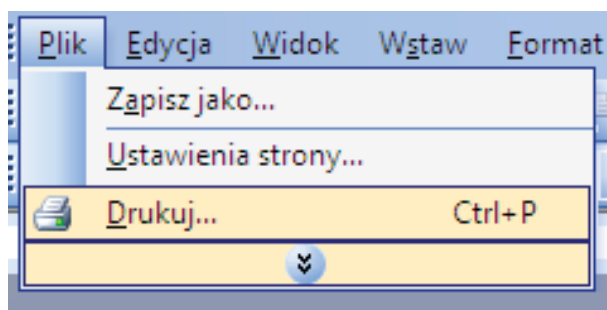 Plik Edycja Widok Wstaw Format
Zapisz jako...
Ustawienia strony...
Drukuj... Ctrl+P